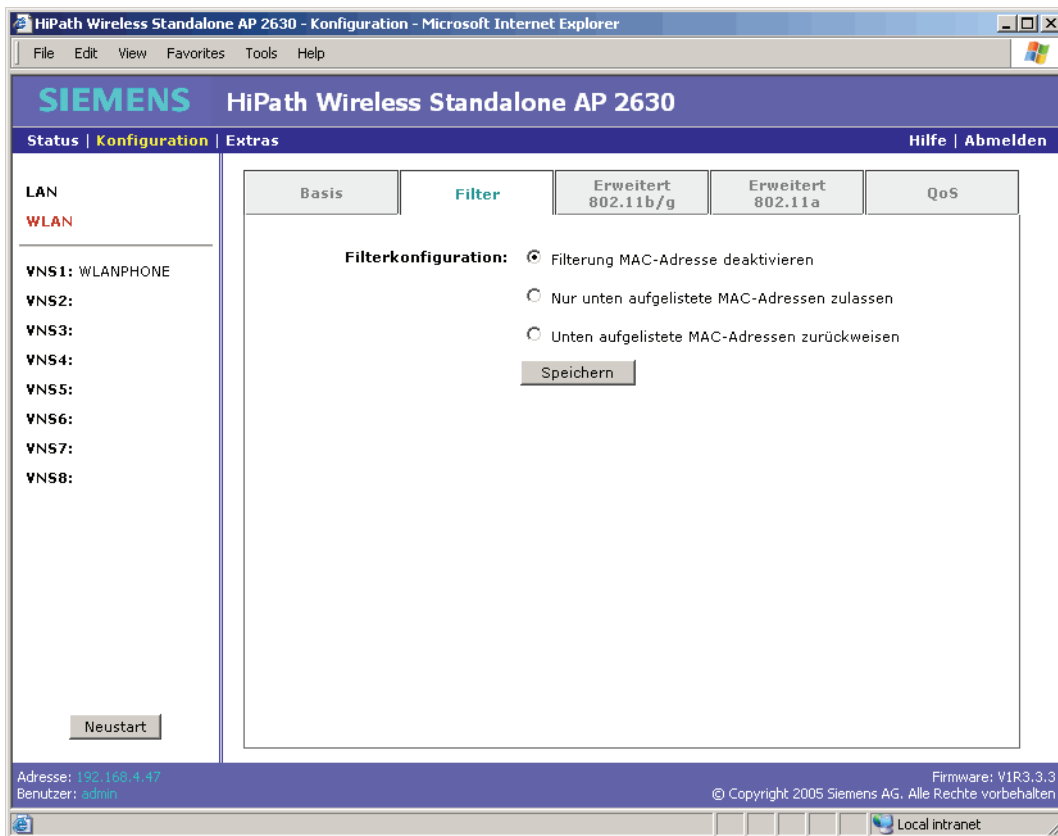 HiPath Wireless Standalone AP 2630 - Konfiguration - Microsoft Internet Explorer
File Edit View Favorites Tools Help
SIEMENS HiPath Wireless Standalone AP 2630
Status | Konfiguration | Extras Hilfe | Abmelden
LAN
WLAN
VNS1: WLANPHONE
VNS2:
VNS3:
VNS4:
VNS5:
VNS6:
VNS7:
VNS8:
Neustart
Basis
Filter
Erweitert
802.11b/g
Erweitert
802.11a
QoS
Filterkonfiguration: Filterung MAC-Adresse deaktivieren
Nur unten aufgelistete MAC-Adressen zulassen
Unten aufgelistete MAC-Adressen zurückweisen
Speichern
Adresse: 192.168.4.47
Benutzer: admin
Firmware: V1R3.3.3
© Copyright 2005 Siemens AG. Alle Rechte vorbehalten
Local intranet